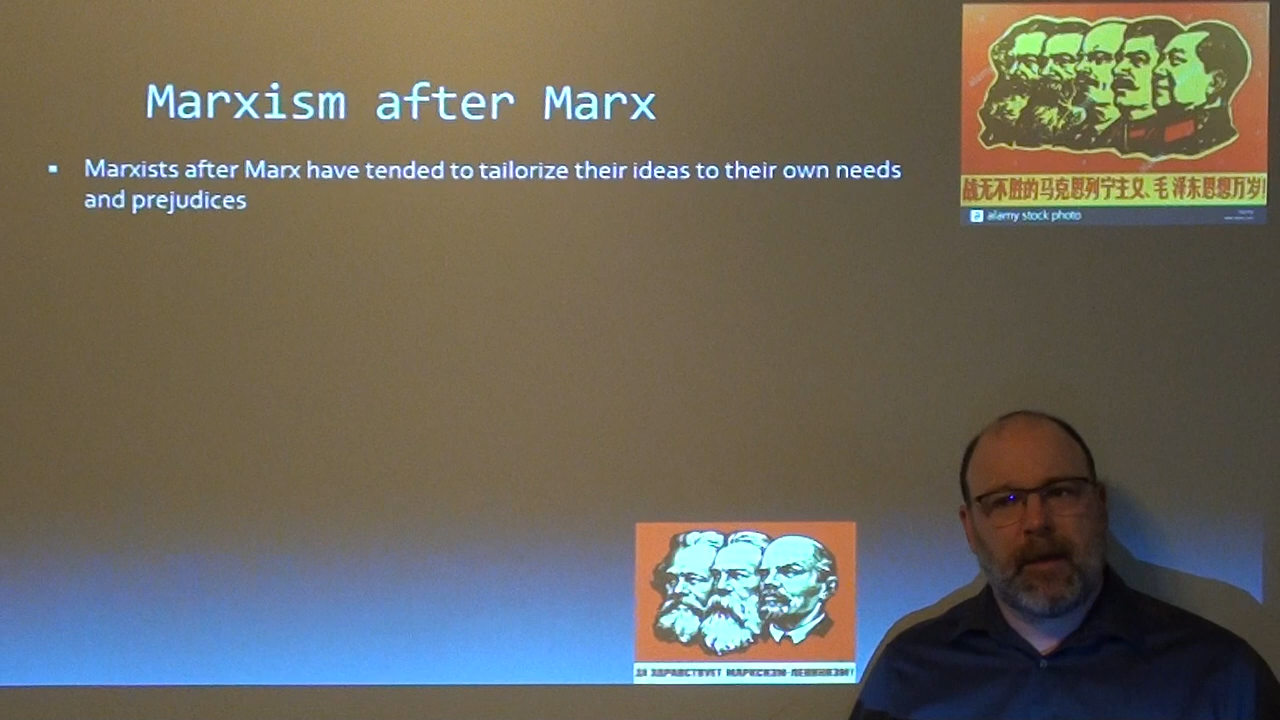 Marxism after Marx
▪ Marxists after Marx have tended to tailorize their ideas to their own needs
and prejudices
战无不胜的马克思列宁主义、毛泽东思想万岁!
a alamy stock photo
ДА ЗДРАВСТВУЕТ МАРКСИЗМ-ЛЕНИНИЗМ!